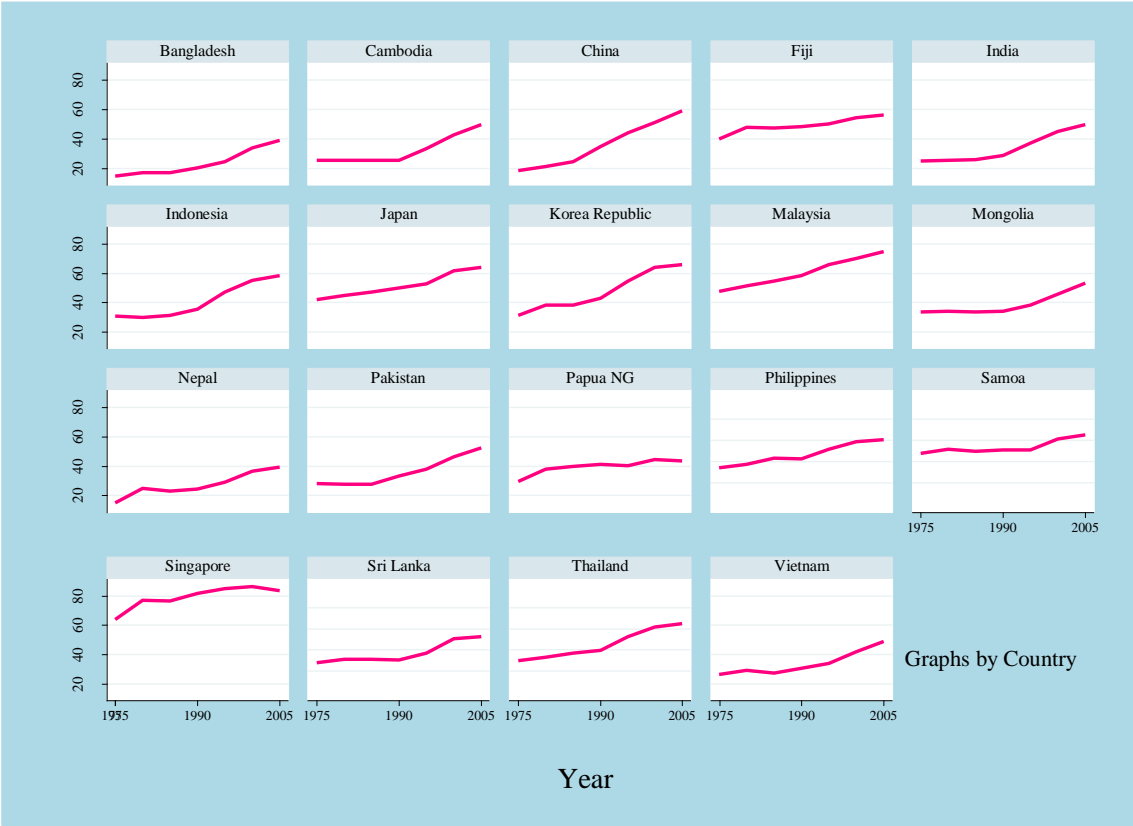 Bangladesh Cambodia China Fiji India
80
60
40
20
Indonesia Japan Korea Republic Malaysia Mongolia
80
60
40
20
Nepal Pakistan Papua NG Philippines Samoa
80
60
40
20
1975 1990 2005
Singapore Sri Lanka Thailand Vietnam
80
60
40
20
Graphs by Country
1990 2005 1975 1990 2005 1975 1990 2005 1975 1990 2005
Year